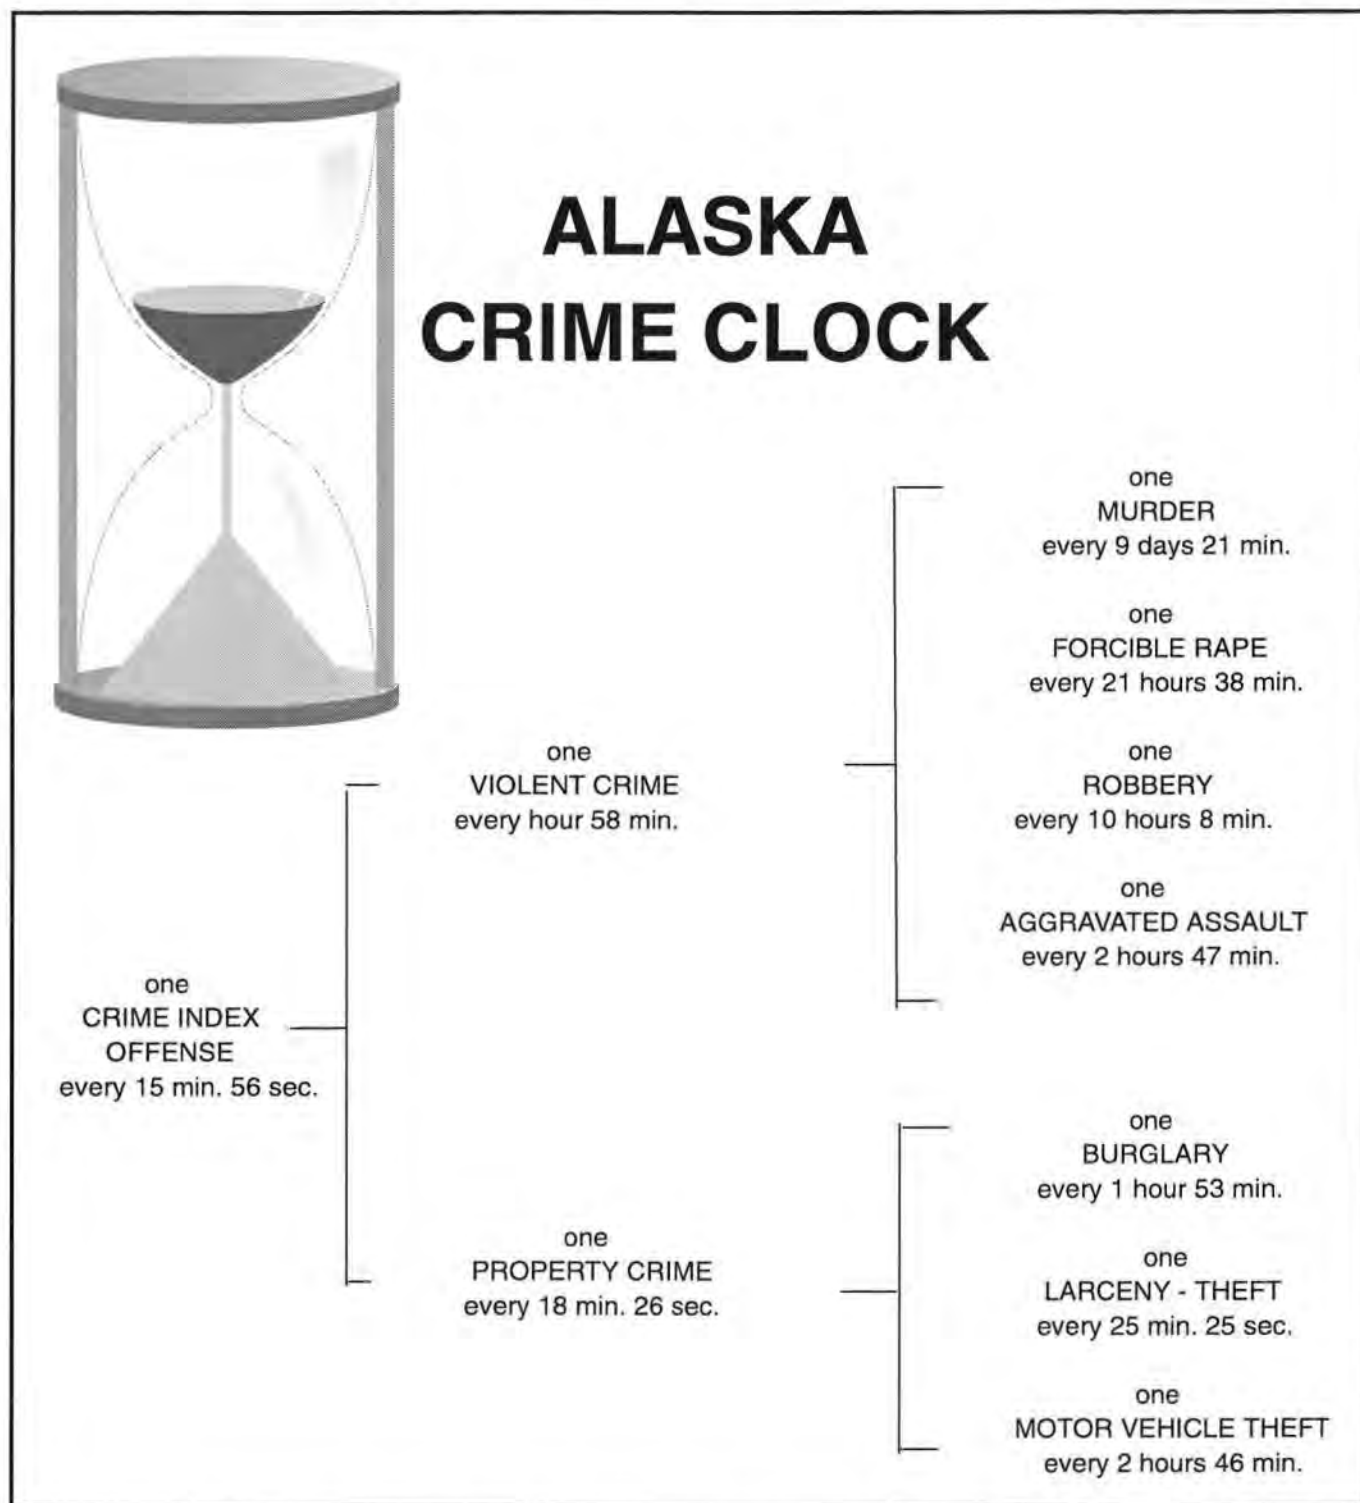 ALASKA
CRIME CLOCK
one
CRIME INDEX
OFFENSE
every 15 min. 56 sec.
one
VIOLENT CRIME
every hour 58 min.
one
MURDER
every 9 days 21 min.
one
FORCIBLE RAPE
every 21 hours 38 min.
one
ROBBERY
every 10 hours 8 min.
one
AGGRAVATED ASSAULT
every 2 hours 47 min.
one
PROPERTY CRIME
every 18 min. 26 sec.
one
BURGLARY
every 1 hour 53 min.
one
LARCENY - THEFT
every 25 min. 25 sec.
one
MOTOR VEHICLE THEFT
every 2 hours 46 min.